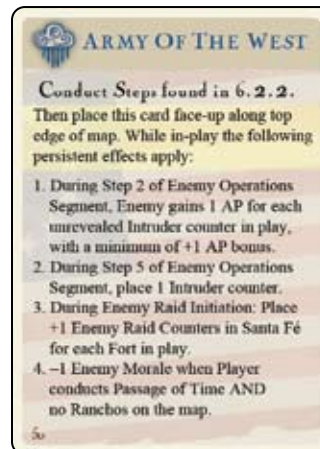 ARMY OF THE WEST
Conduct Steps found in 6.2.2.
Then place this card face-up along top
edge of map. While in-play the following
persistent effects apply:
1. During Step 2 of Enemy Operations
Segment, Enemy gains 1 AP for each
unrevealed Intruder counter in play,
with a minimum of +1 AP bonus.
2. During Step 5 of Enemy Operations
Segment, place 1 Intruder counter.
3. During Enemy Raid Initiation: Place
+1 Enemy Raid Counters in Santa Fé
for each Fort in play.
4. –1 Enemy Morale when Player
conducts Passage of Time AND
no Ranchos on the map.